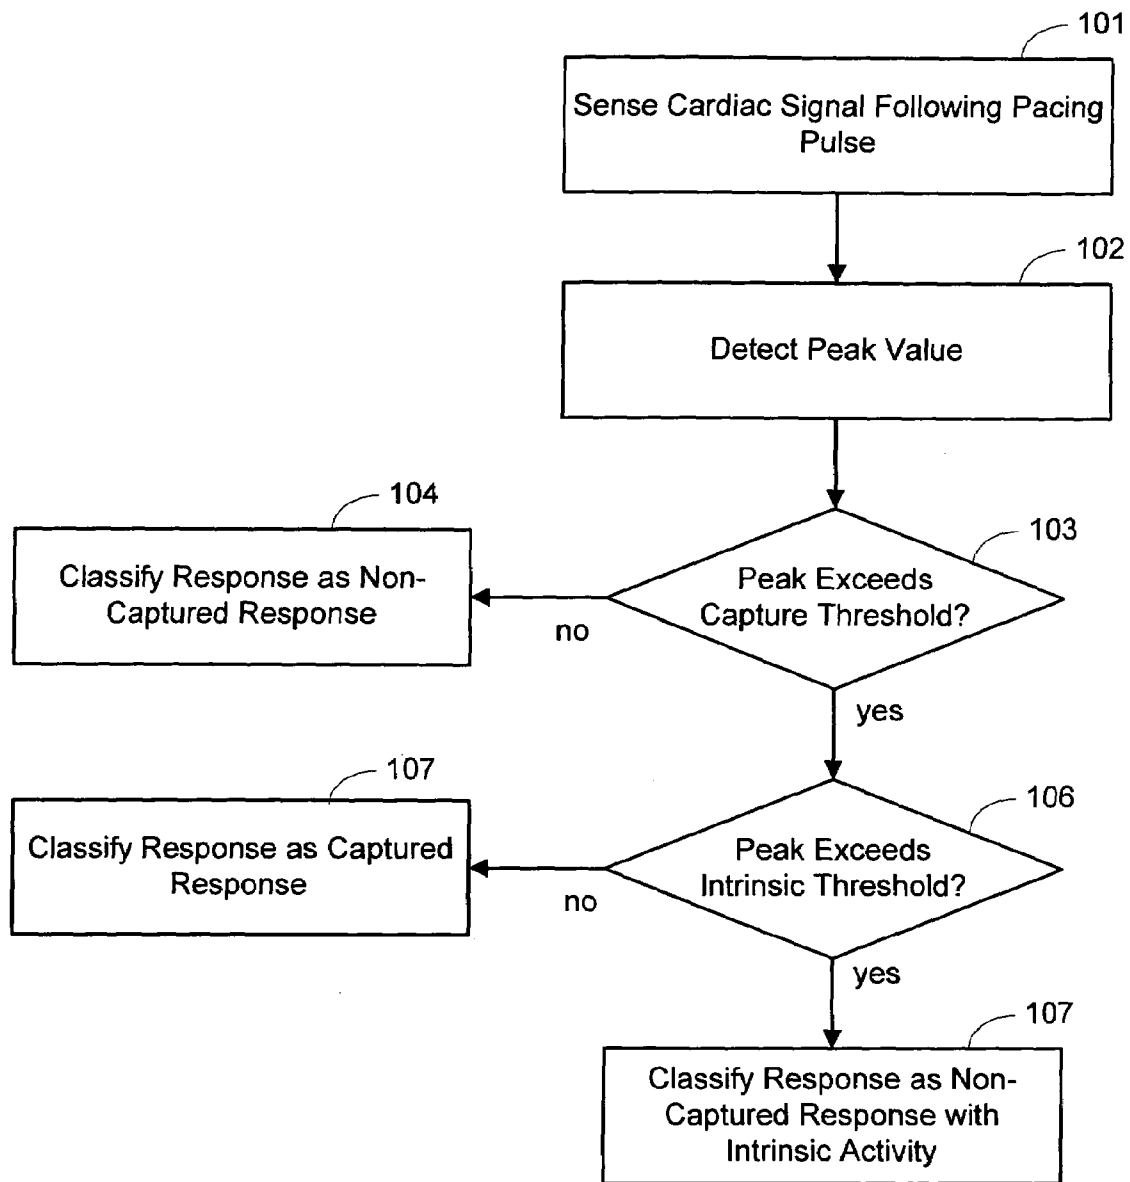 101
Sense Cardiac Signal Following Pacing
Pulse
102
Detect Peak Value
104
Classify Response as Non-
Captured Response
103
Peak Exceeds
Capture Threshold?
no
yes
107
Classify Response as Captured
Response
106
Peak Exceeds
Intrinsic Threshold?
no
yes
107
Classify Response as Non-
Captured Response with
Intrinsic Activity